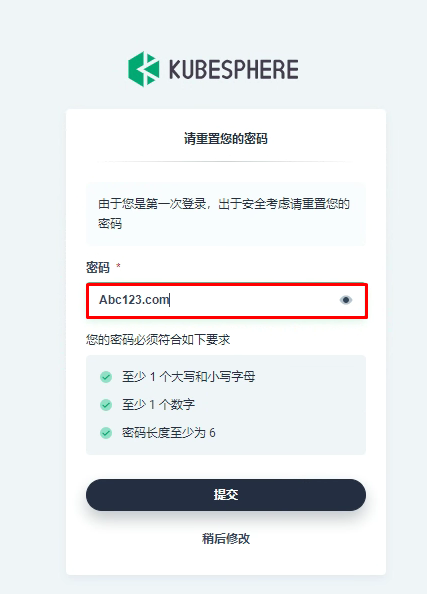 KUBESPHERE
请重置您的密码
由于您是第一次登录，出于安全考虑请重置您的
密码
密码 *
Abc123.com
您的密码必须符合如下要求
至少 1 个大写和小写字母
至少 1 个数字
密码长度至少为 6
提交
稍后修改